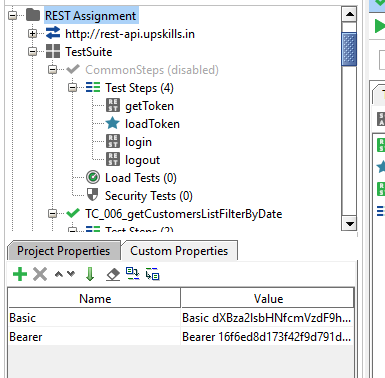 REST Assignment
http://rest-api.upskills.in
TestSuite
CommonSteps (disabled)
Test Steps (4)
getToken
loadToken
login
logout
Load Tests (0)
Security Tests (0)
TC_006_getCustomersListFilterByDate
Test Steps (2)
Project Properties Custom Properties
Name Value
Basic Basic dXBza2lsbHNfcmVzdF9h...
Bearer Bearer 16f6ed8d173f42f9d791d...